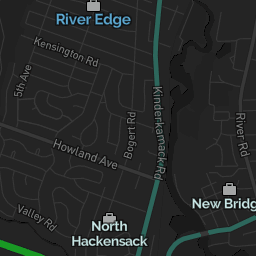 River Edge
Kensington Rd
5th Ave
Kinderkamack Rd
Bogert Rd
River Rd
Howland Ave
New Bridg
Valley Rd
North
Hackensack